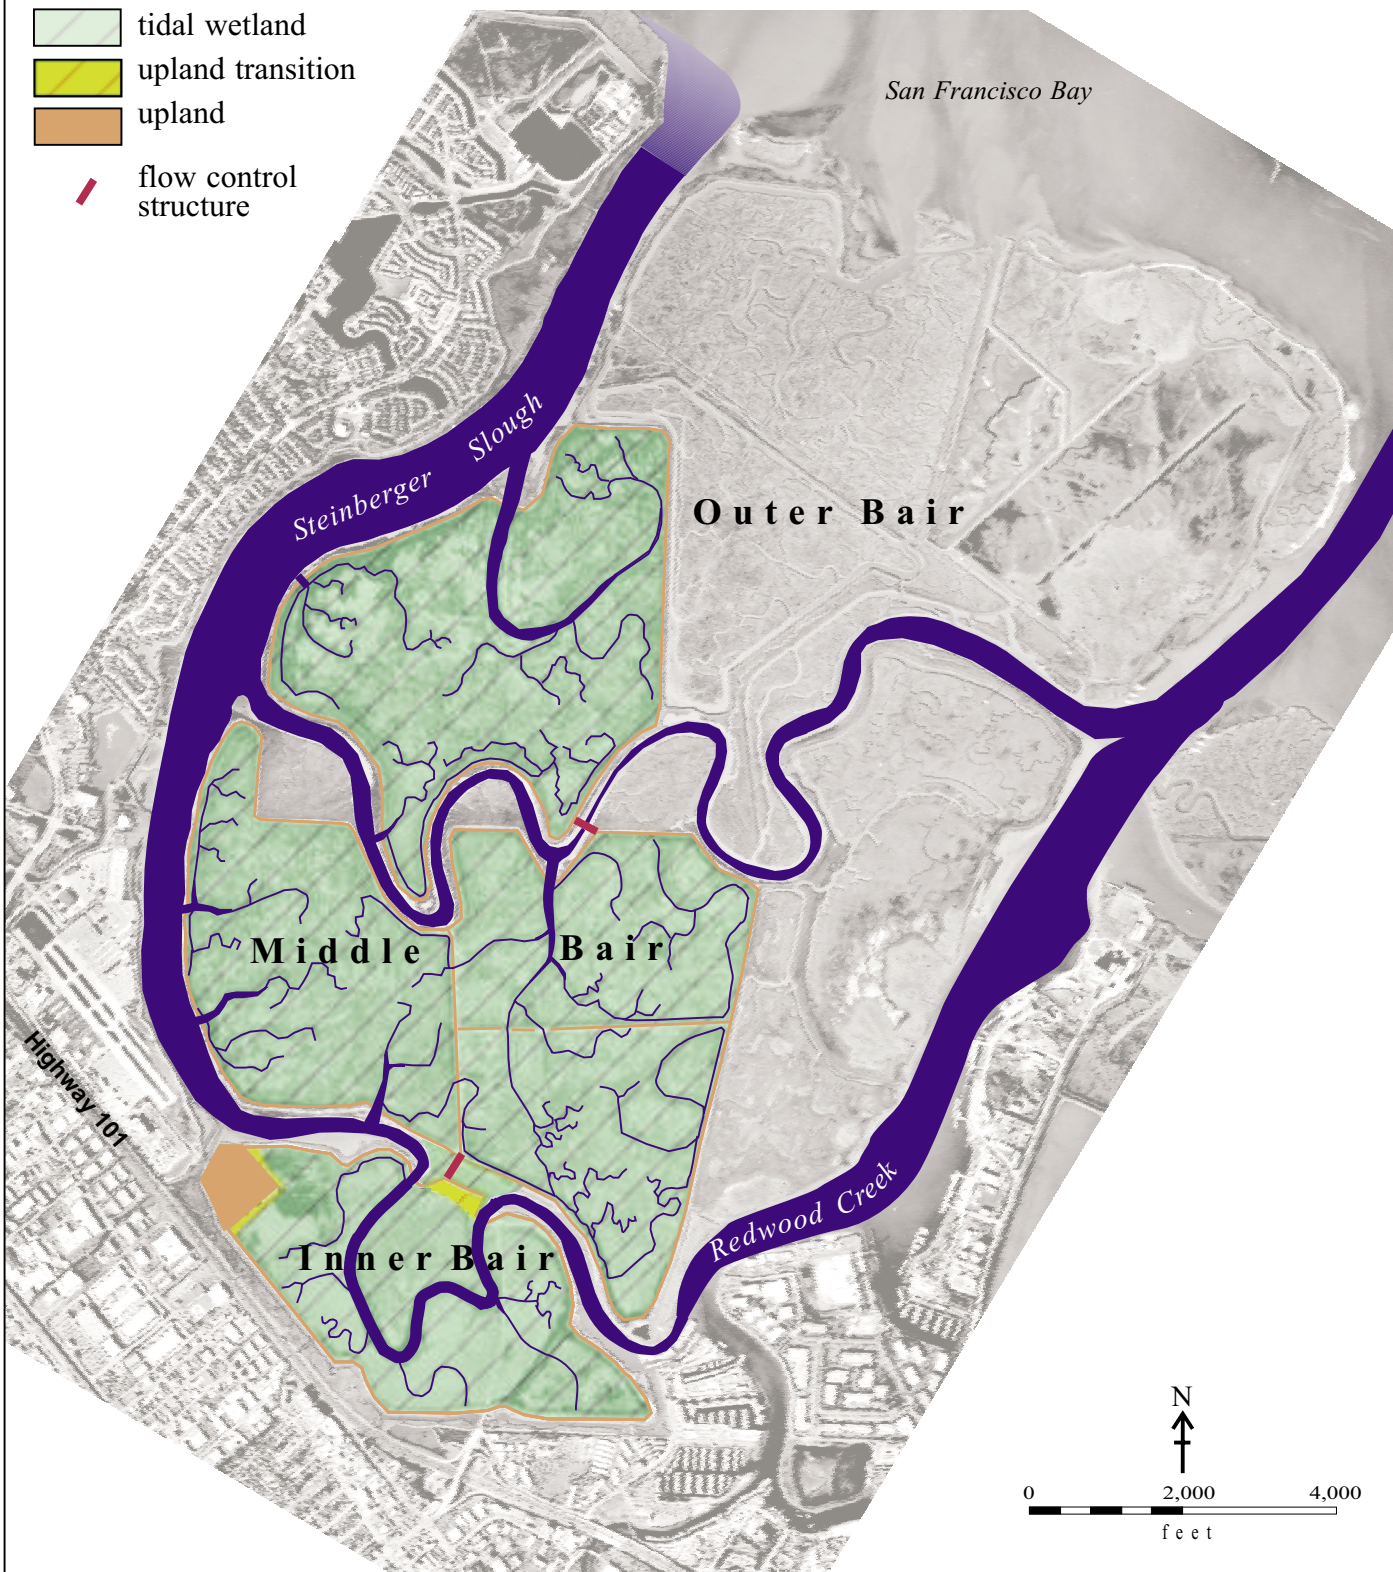 tidal wetland
upland transition
upland
flow control
structure
San Francisco Bay
Steinberger Slough
Outer Bair
Middle Bair
Highway 101
Inner Bair
Redwood Creek
N
0 2,000 4,000
feet